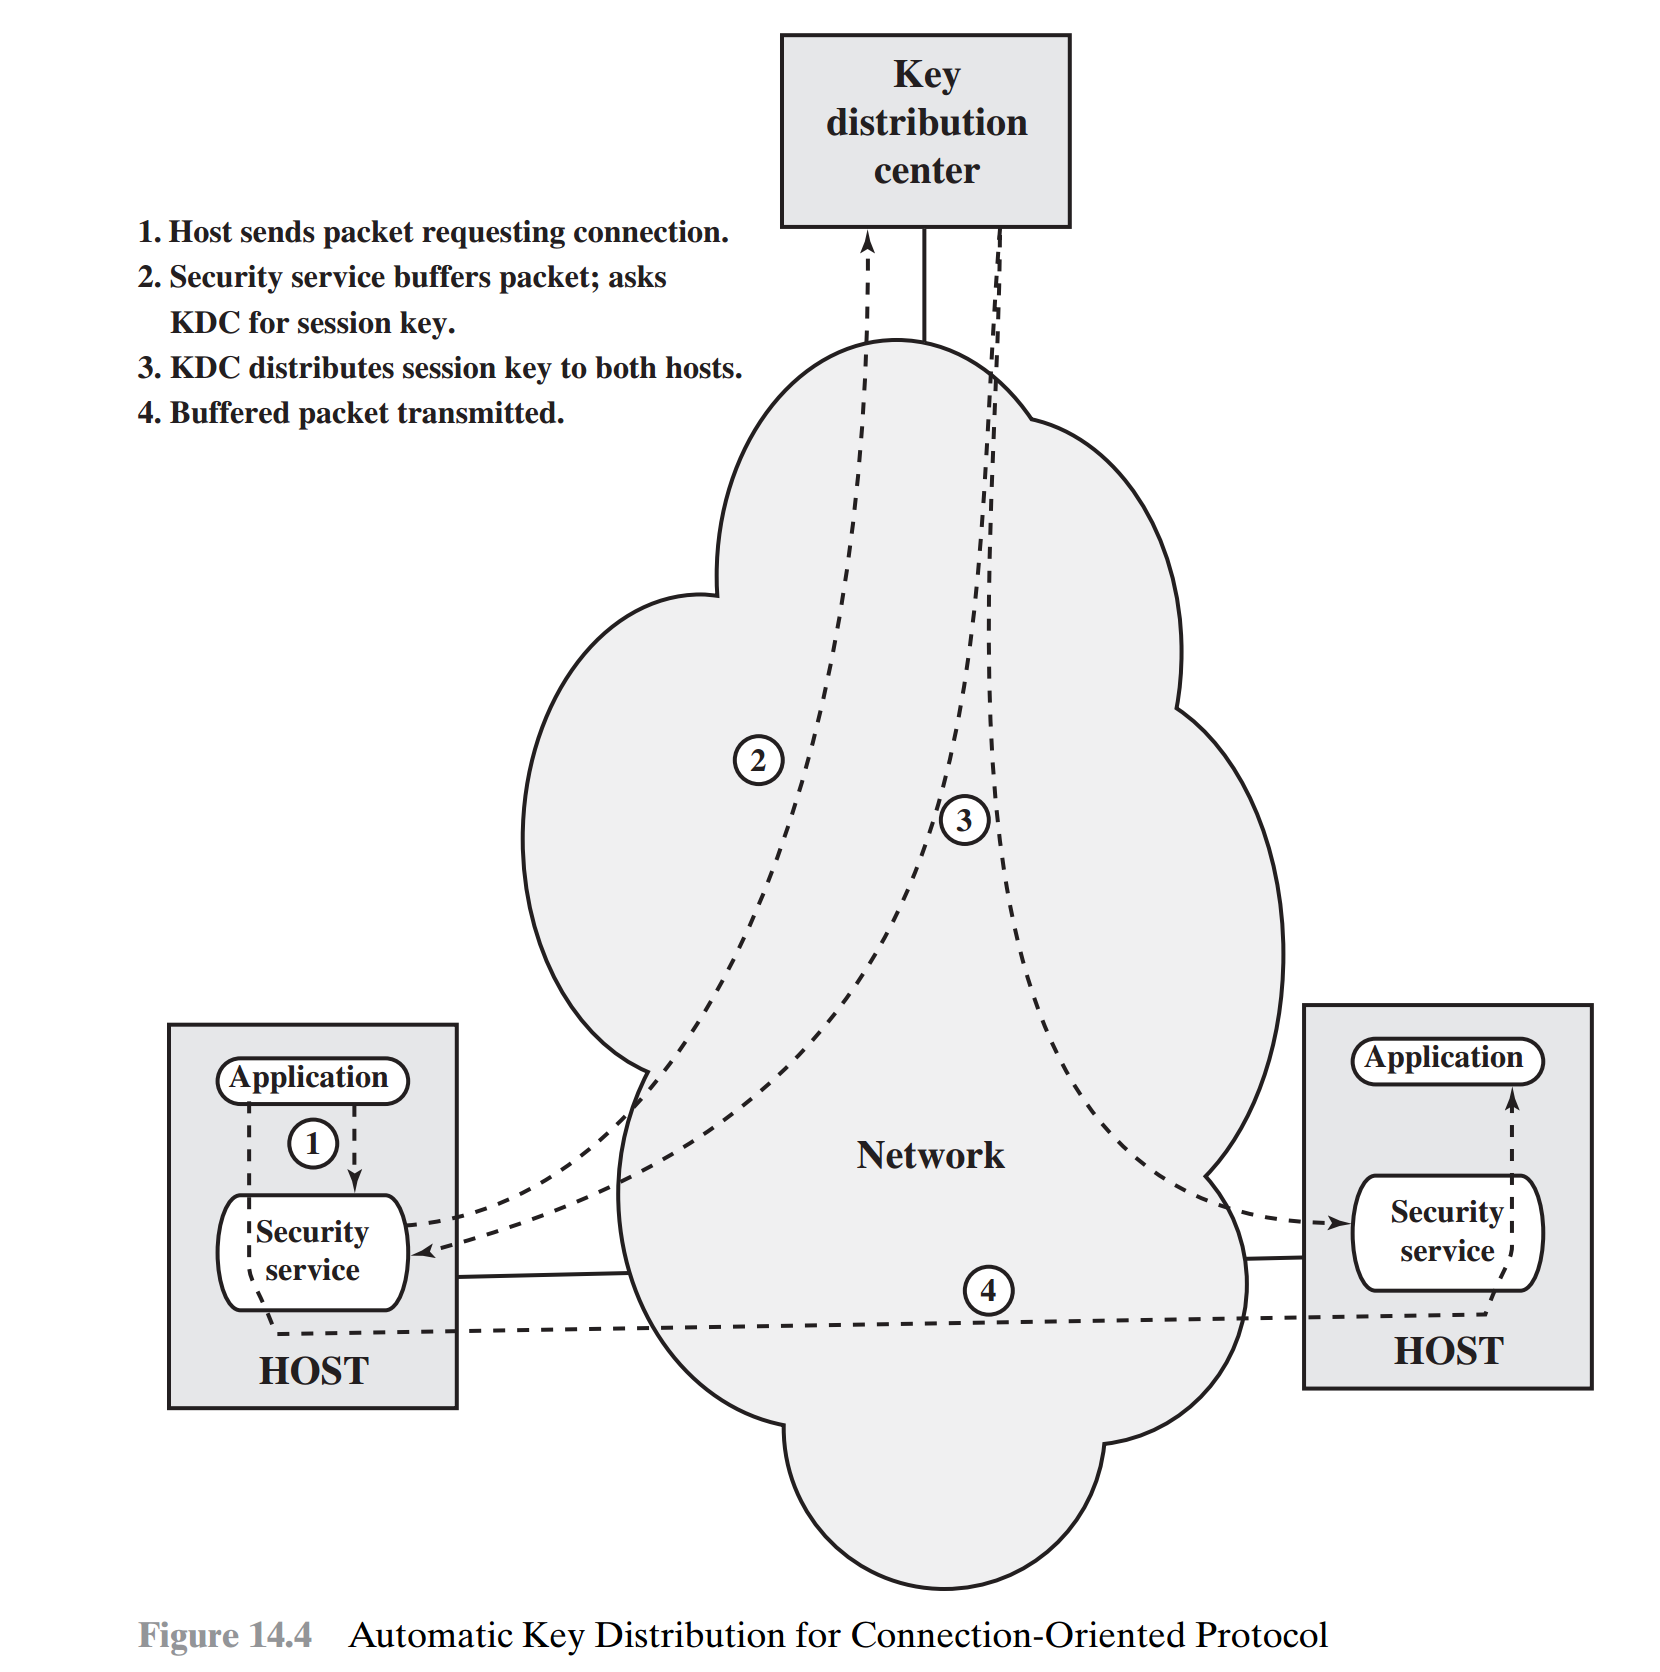 Key
distribution
center
1. Host sends packet requesting connection.
2. Security service buffers packet; asks
KDC for session key.
3. KDC distributes session key to both hosts.
4. Buffered packet transmitted.
2
3
Application
1
Security
service
HOST
Network
4
Application
Security
service
HOST
Figure 14.4 Automatic Key Distribution for Connection-Oriented Protocol